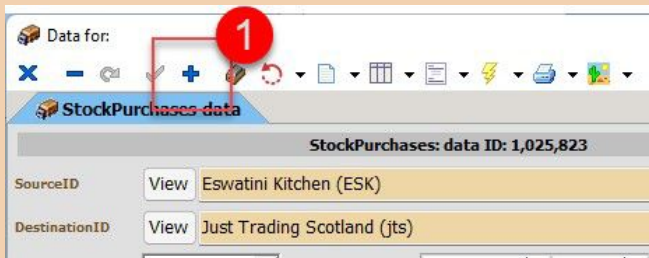 Data for:
1
StockPurchases data
StockPurchases: data ID: 1,025,823
SourceID View Eswatini Kitchen (ESK)
DestinationID View Just Trading Scotland (jts)